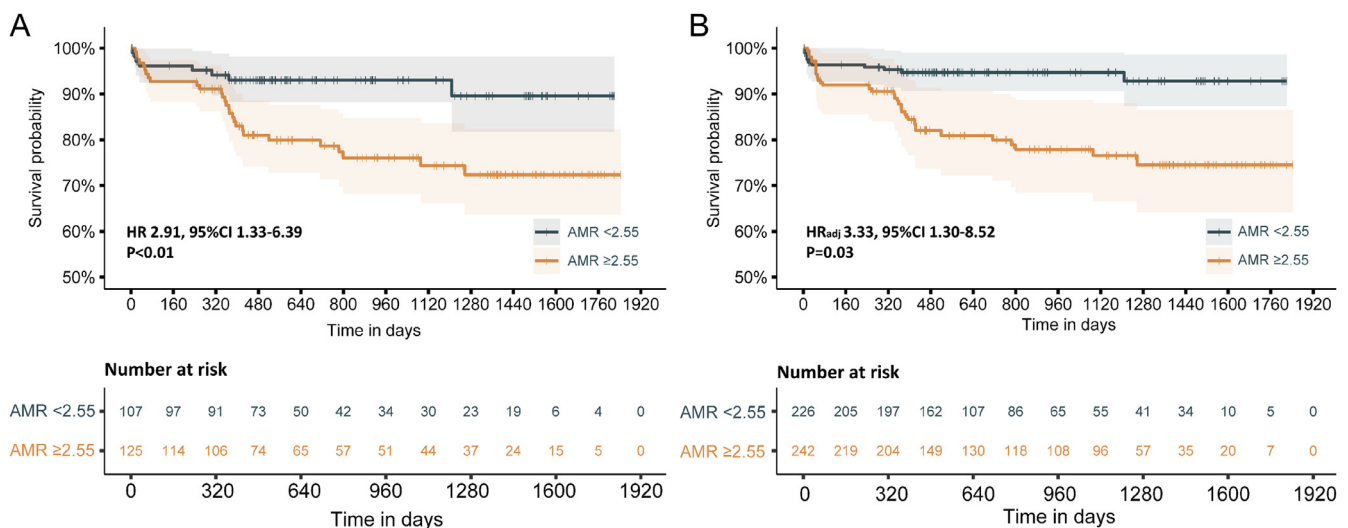 A
100%
90%
80%
70%
60%
50%
Survival probability
HR 2.91, 95%CI 1.33-6.39
P<0.01
AMR <2.55
AMR ≥2.55
0 160 320 480 640 800 960 1120 1280 1440 1600 1760 1920
Time in days
Number at risk
AMR <2.55 107 97 91 73 50 42 34 30 23 19 6 4 0
AMR ≥2.55 125 114 106 74 65 57 51 44 37 24 15 5 0
0 320 640 960 1280 1600 1920
Time in days
B
100%
90%
80%
70%
60%
50%
Survival probability
HRadj 3.33, 95%CI 1.30-8.52
P=0.03
AMR <2.55
AMR ≥2.55
0 160 320 480 640 800 960 1120 1280 1440 1600 1760 1920
Time in days
Number at risk
AMR <2.55 226 205 197 162 107 86 65 55 41 34 10 5 0
AMR ≥2.55 242 219 204 149 130 118 108 96 57 35 20 7 0
0 320 640 960 1280 1600 1920
Time in days